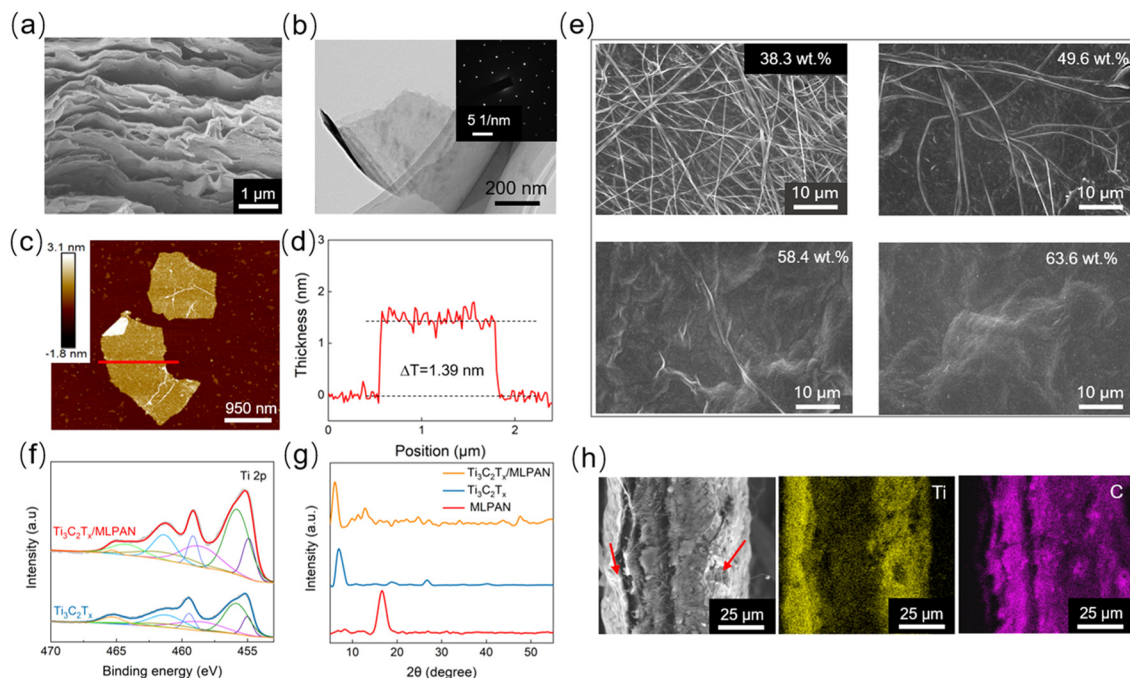 (a)
1 µm
(b)
5 1/nm
200 nm
(c)
3.1 nm
-1.8 nm
950 nm
(d)
Thickness (nm)
3
2
1
0
ΔT=1.39 nm
0
1
2
Position (µm)
(e)
38.3 wt.%
10 µm
49.6 wt.%
10 µm
58.4 wt.%
10 µm
63.6 wt.%
10 µm
(f)
Ti 2p
Intensity (a.u)
Ti₃C₂Tₓ/MLPAN
Ti₃C₂Tₓ
470
465
460
455
Binding energy (eV)
(g)
Intensity (a.u.)
Ti₃C₂Tₓ/MLPAN
Ti₃C₂Tₓ
MLPAN
10
20
30
40
50
2θ (degree)
(h)
25 µm
Ti
25 µm
C
25 µm